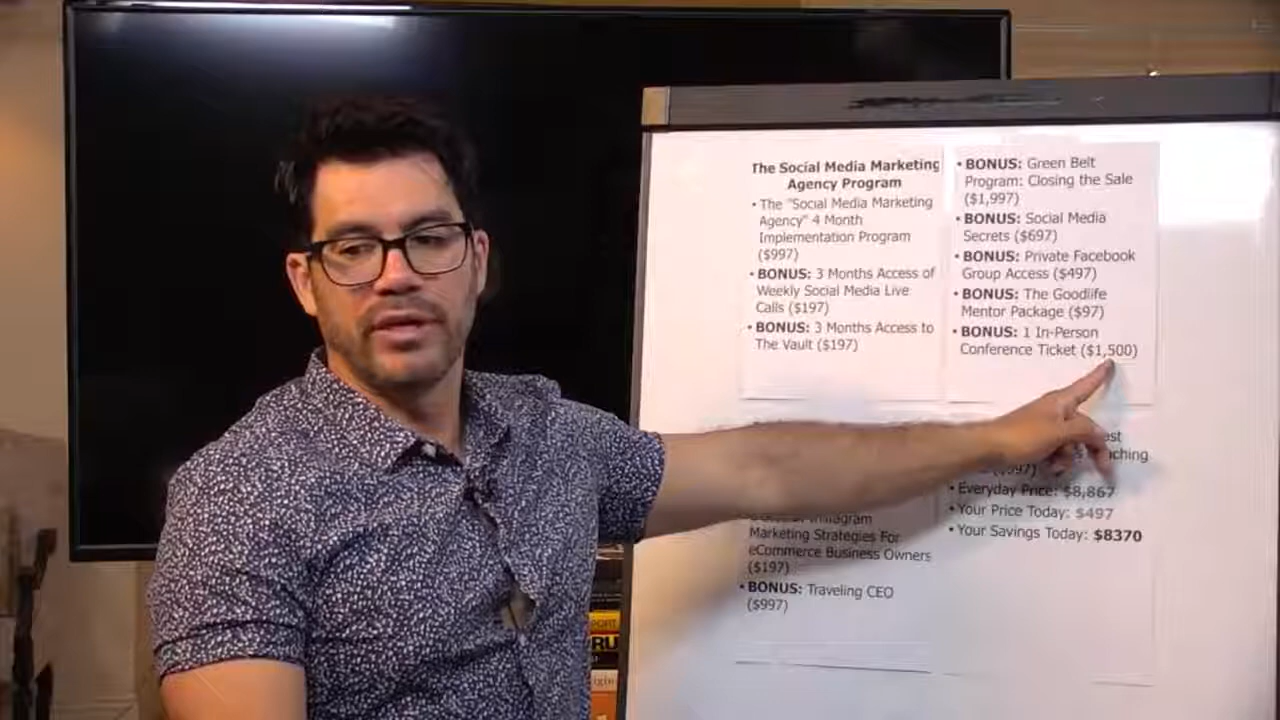 The Social Media Marketing
Agency Program
• The "Social Media Marketing
Agency" 4 Month
Implementation Program
($997)
• BONUS: 3 Months Access of
Weekly Social Media Live
Calls ($197)
• BONUS: 3 Months Access to
The Vault ($197)
• BONUS: Green Belt
Program: Closing the Sale
($1,997)
• BONUS: Social Media
Secrets ($697)
• BONUS: Private Facebook
Group Access ($497)
• BONUS: The Goodlife
Mentor Package ($97)
• BONUS: 1 In-Person
Conference Ticket ($1,500)
Instagram
Marketing Strategies For
eCommerce Business Owners
($197)
• BONUS: Traveling CEO
($997)
• Everyday Price: $8,867
• Your Price Today: $497
• Your Savings Today: $8370